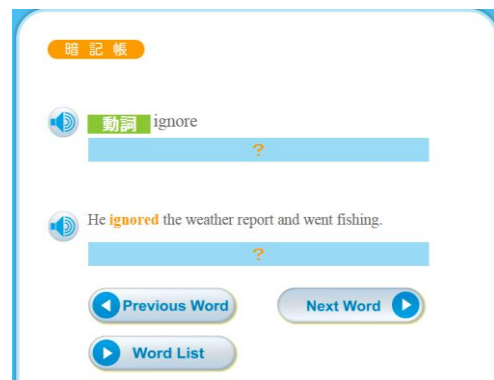 暗記帳
動詞 ignore
?
He ignored the weather report and went fishing.
?
Previous Word Next Word
Word List